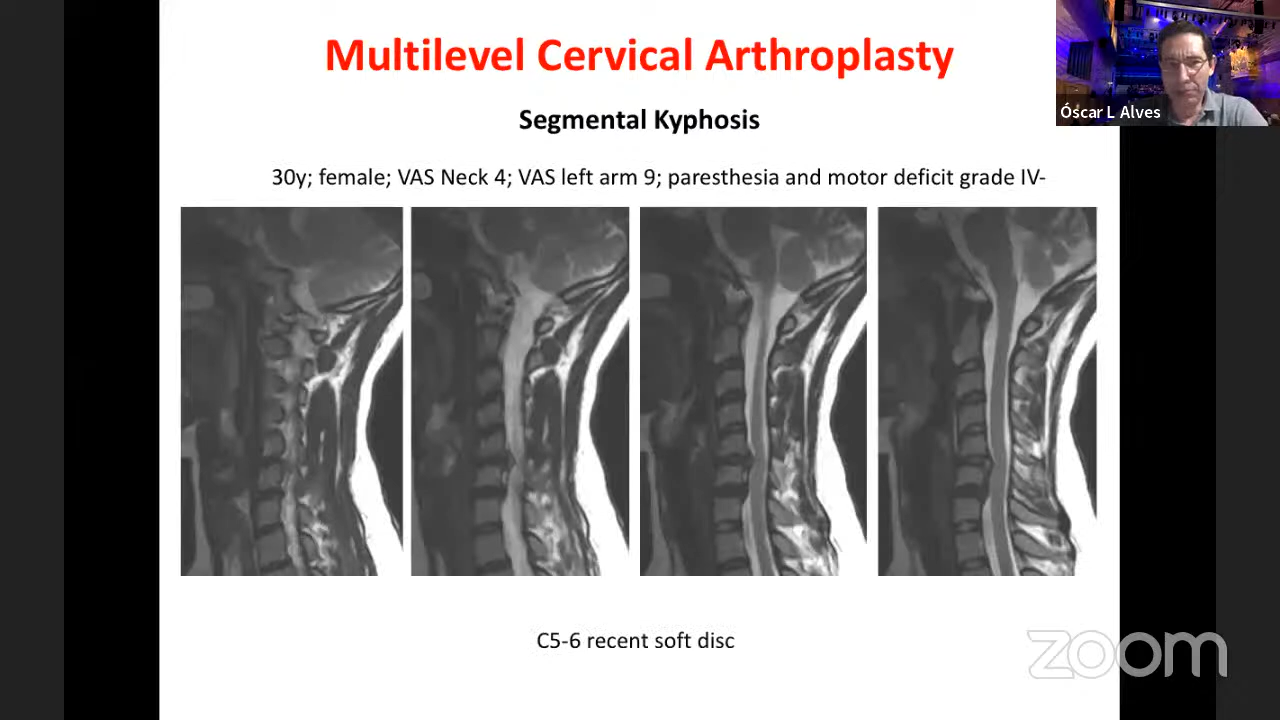 Multilevel Cervical Arthroplasty
Óscar L Alves
Segmental Kyphosis
30y; female; VAS Neck 4; VAS left arm 9; paresthesia and motor deficit grade IV-
C5-6 recent soft disc
zoom